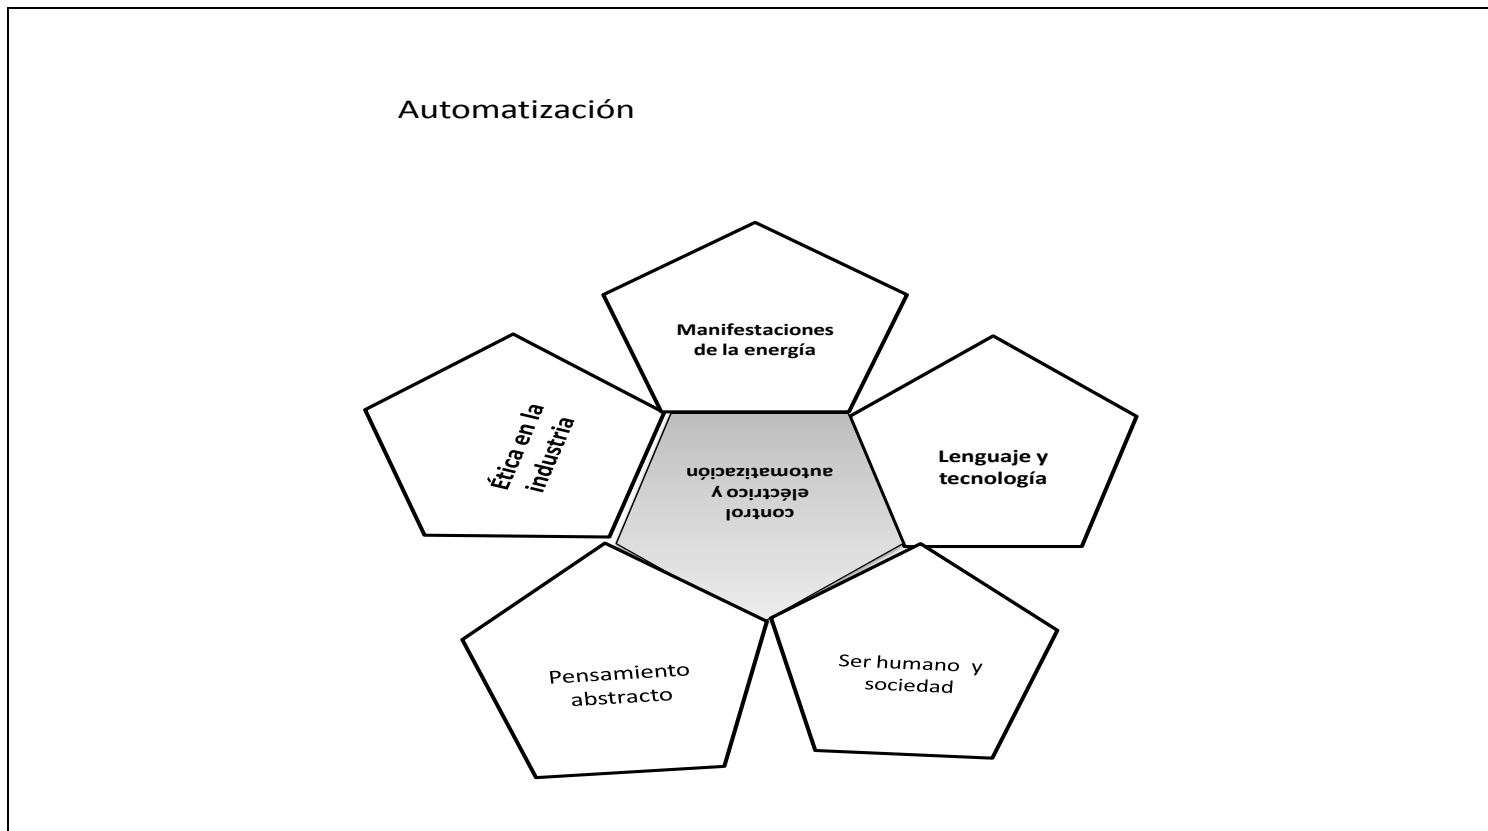 Automatización
Manifestaciones
de la energía
Ética en la
industria
Lenguaje y
tecnología
control
eléctrico y
automatización
Pensamiento
abstracto
Ser humano y
sociedad